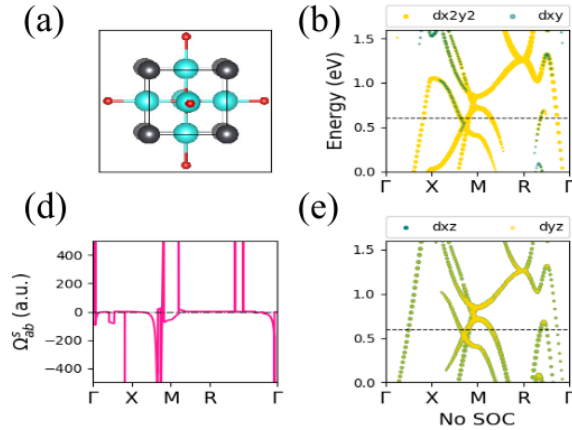 (a)
(b)
dx2y2 dxy
Energy (eV)
1.5
1.0
0.5
0.0
Γ X M R Γ
(d)
Ω^s_ab (a.u.)
400
200
0
−200
−400
Γ X M R Γ
(e)
dxz dyz
1.5
1.0
0.5
0.0
Γ X M R Γ
No SOC